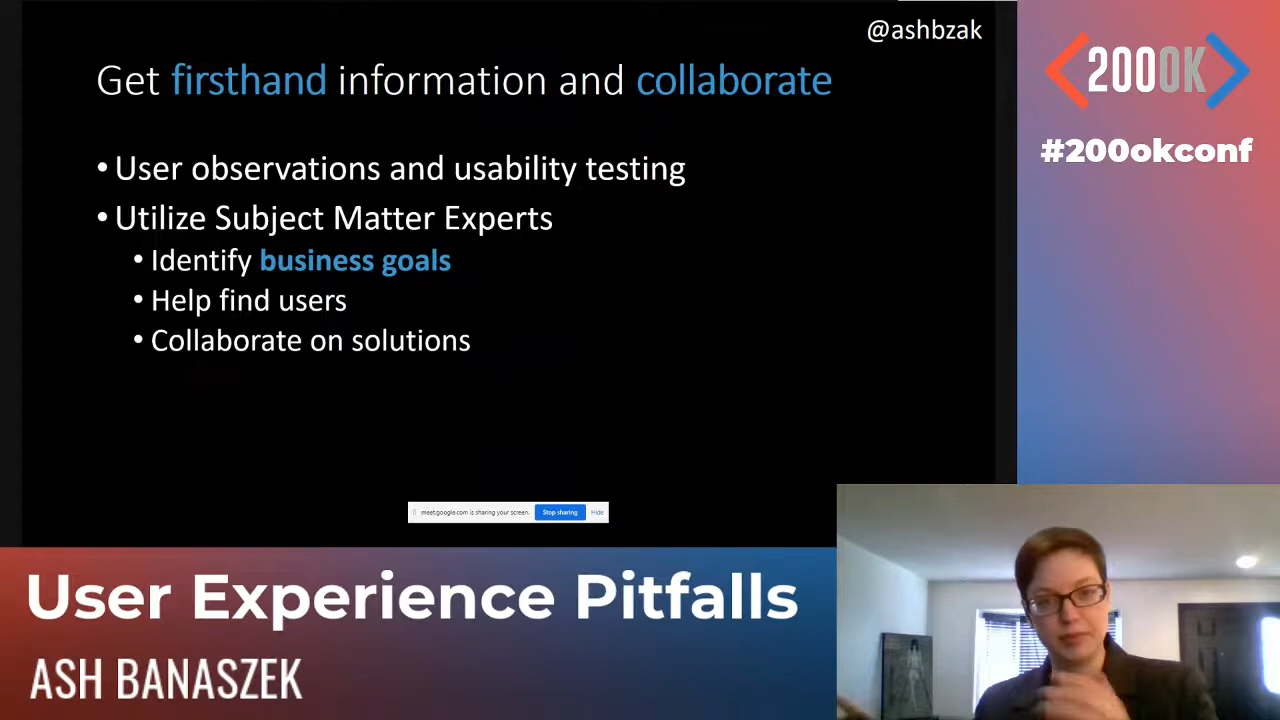 @ashbzak
Get firsthand information and collaborate
• User observations and usability testing
• Utilize Subject Matter Experts
• Identify business goals
• Help find users
• Collaborate on solutions
meet.google.com is sharing your screen. Stop sharing Hide
200OK
#200okconf
User Experience Pitfalls
ASH BANASZEK